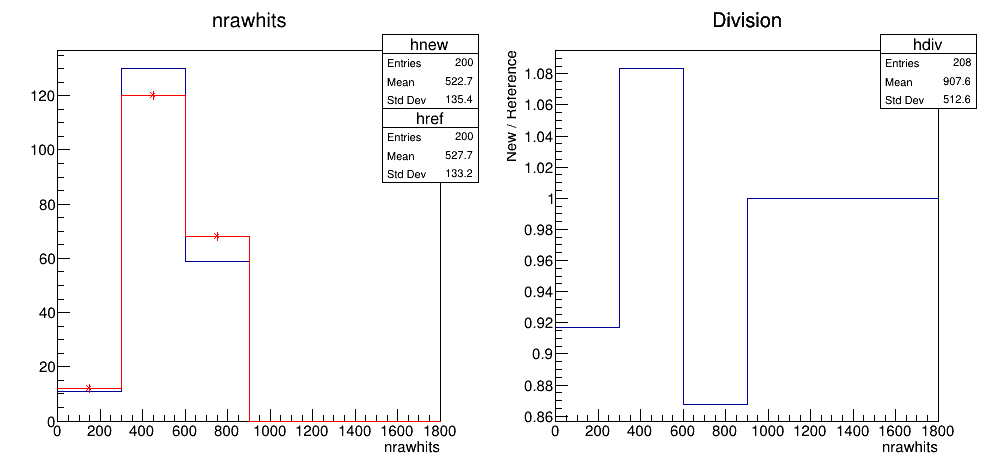 nrawhits
hnew
Entries 200
Mean 522.7
Std Dev 135.4
href
Entries 200
Mean 527.7
Std Dev 133.2
120
100
80
60
40
20
0
0 200 400 600 800 1000 1200 1400 1600 1800
nrawhits
Division
hdiv
Entries 208
Mean 907.6
Std Dev 512.6
New / Reference
1.08
1.06
1.04
1.02
1
0.98
0.96
0.94
0.92
0.9
0.88
0.86
0 200 400 600 800 1000 1200 1400 1600 1800
nrawhits